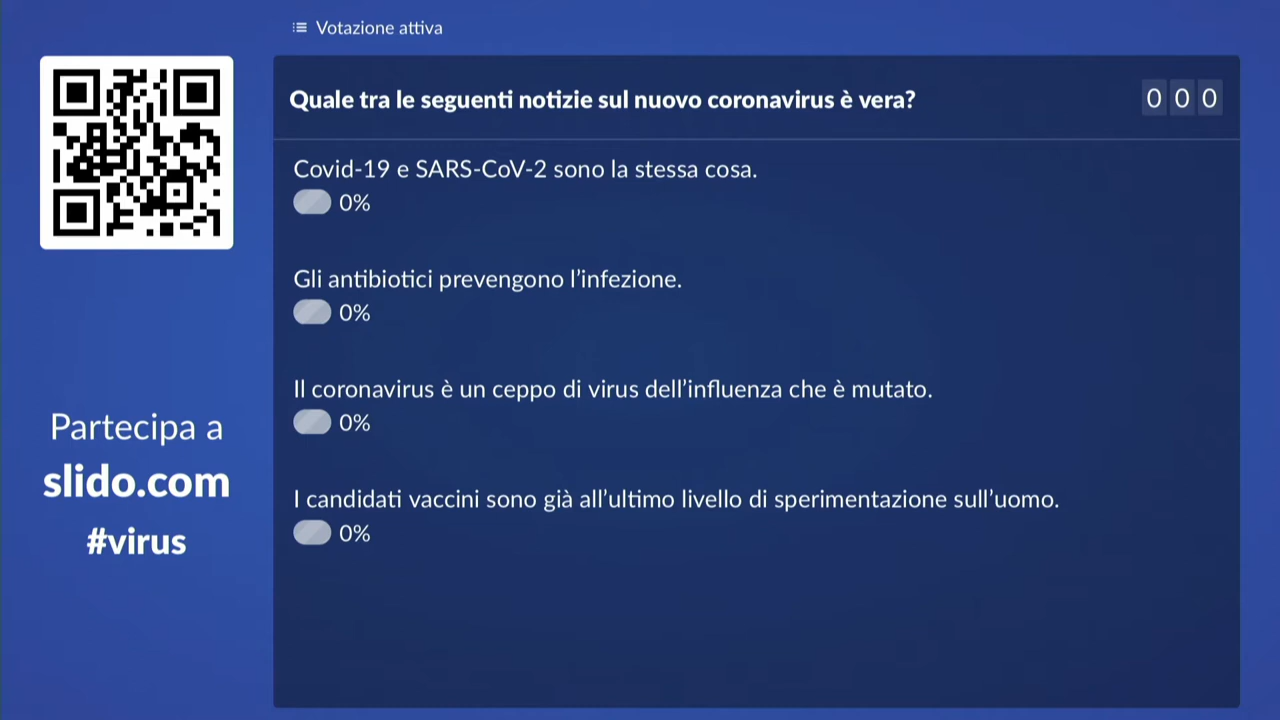 Votazione attiva
Quale tra le seguenti notizie sul nuovo coronavirus è vera?
0 0 0
Covid-19 e SARS-CoV-2 sono la stessa cosa.
0%
Gli antibiotici prevengono l’infezione.
0%
Il coronavirus è un ceppo di virus dell’influenza che è mutato.
0%
I candidati vaccini sono già all’ultimo livello di sperimentazione sull’uomo.
0%
Partecipa a
slido.com
#virus